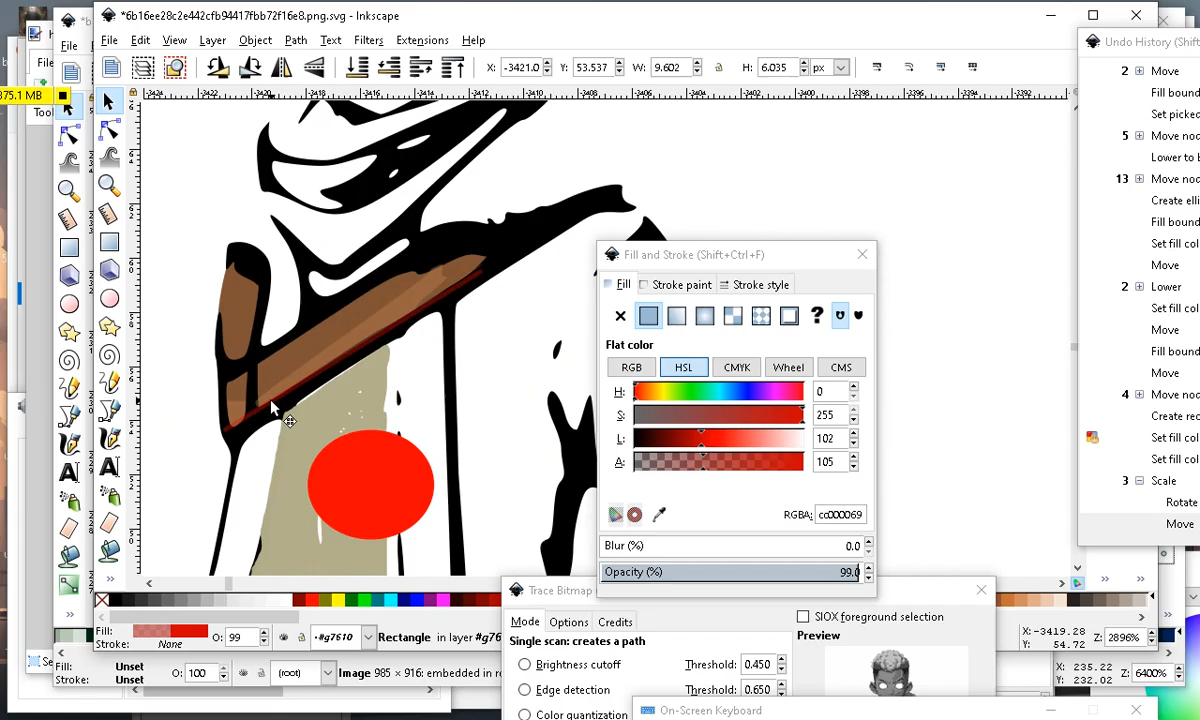 *6b16ee28c2e442cfb94417fbb72f16e8.png.svg - Inkscape
File Edit View Layer Object Path Text Filters Extensions Help
X: -3421.0 Y: 53.537 W: 9.602 H: 6.035 px
375.1 MB
File
File
Tool
Undo History (Shift
2 Move
Fill bound
Set picked
5 Move nod
Lower to b
13 Move nod
Create elli
Fill bound
Set fill col
Move
2 Lower
Set fill col
Move
Fill bound
Move
4 Move nod
Create rec
Set fill col
Set fill col
3 Scale
Rotate
Move
Fill and Stroke (Shift+Ctrl+F)
Fill Stroke paint Stroke style
Flat color
RGB HSL CMYK Wheel CMS
H: 0
S: 255
L: 102
A: 105
RGBA: cc000069
Blur (%) 0.0
Opacity (%) 99.0
Trace Bitmap
Mode Options Credits
Single scan: creates a path
Brightness cutoff Threshold: 0.450
Edge detection Threshold: 0.650
Color quantization
SIOX foreground selection
Preview
Fill:
Stroke: None
O: 99
#g7610
Rectangle in layer #g76
X: -3419.28
Y: 54.72
Z: 2896%
Fill: Unset
Stroke: Unset
O: 100
(root)
Image 985 × 916: embedded in ro
X: 235.22
Y: 232.02
Z: 6400%
On-Screen Keyboard